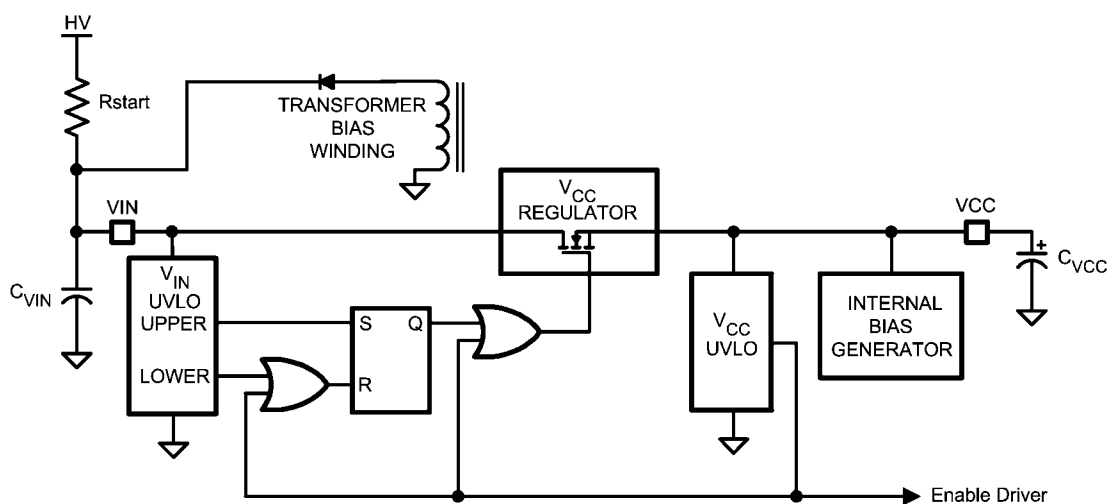 HV
Rstart
TRANSFORMER
BIAS
WINDING
VIN
VCC
REGULATOR
VCC
CVIN
VIN
UVLO
UPPER
LOWER
S
Q
R
VCC
UVLO
INTERNAL
BIAS
GENERATOR
+
CVCC
Enable Driver